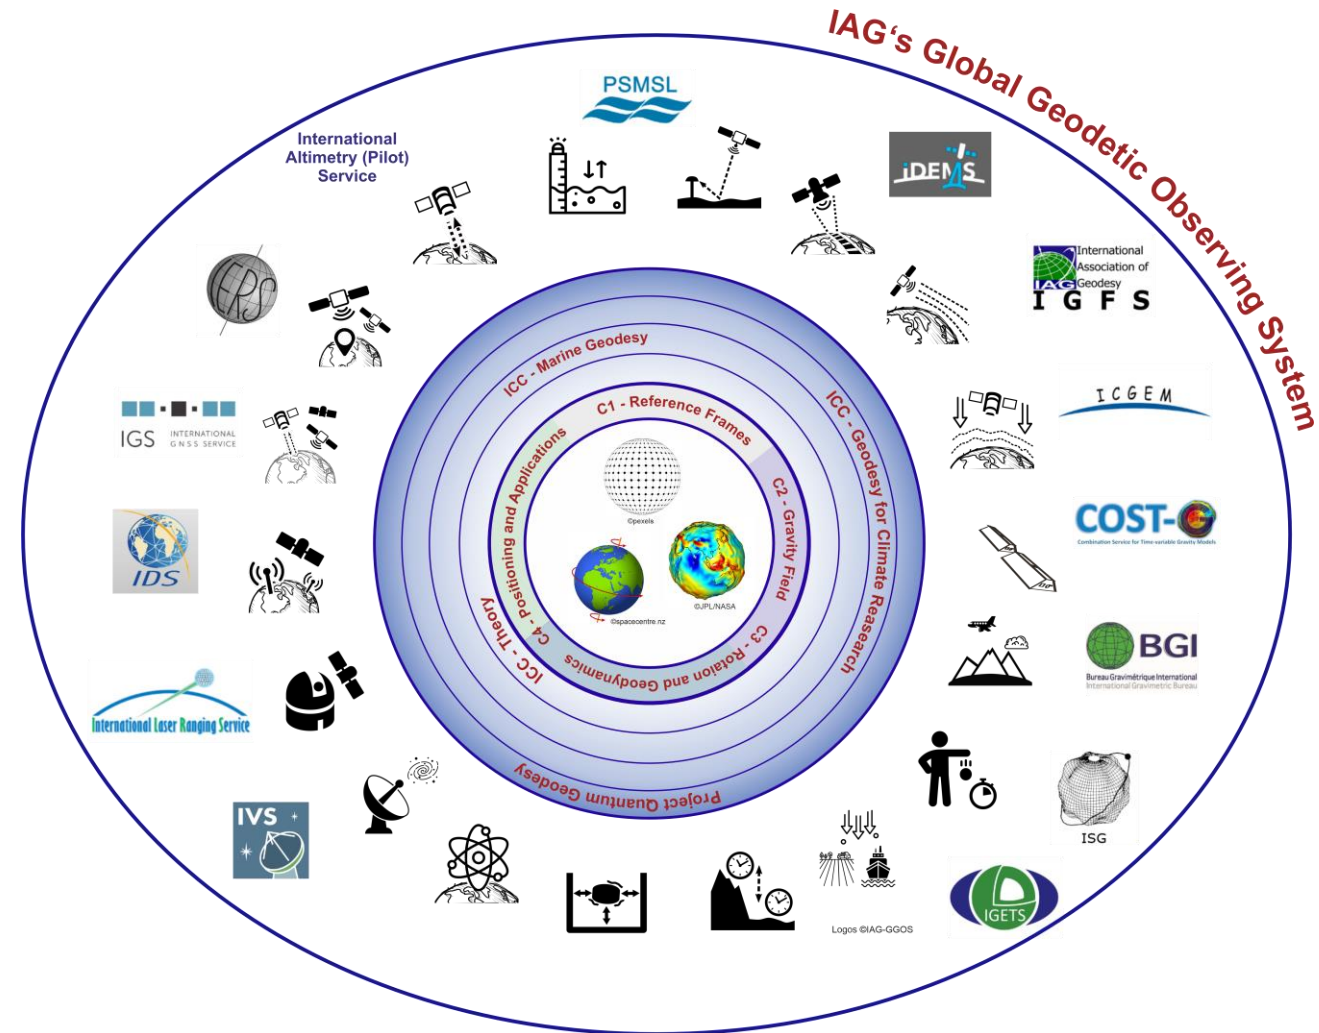 IAG's Global Geodetic Observing System
PSMSL
International
Altimetry (Pilot)
Service
iDEMS
IERS
International
Association of
Geodesy
IAG
I G F S
ICC - Marine Geodesy
ICC - Geodesy for Climate Reasearch
C1 - Reference Frames
ICGEM
IGS
INTERNATIONAL
GNSS SERVICE
C4 - Positioning and Applications
C2 - Gravity Field
©pexels
COST-G
Combination Service for Time-variable Gravity Models
IDS
©JPL/NASA
©spacecentre.nz
ICC - Theory
C3 - Rotaion and Geodynamics
BGI
Bureau Gravimétrique International
International Gravimetric Bureau
International Laser Ranging Service
Project Quantum Geodesy
IVS
ISG
IGETS
Logos ©IAG-GGOS